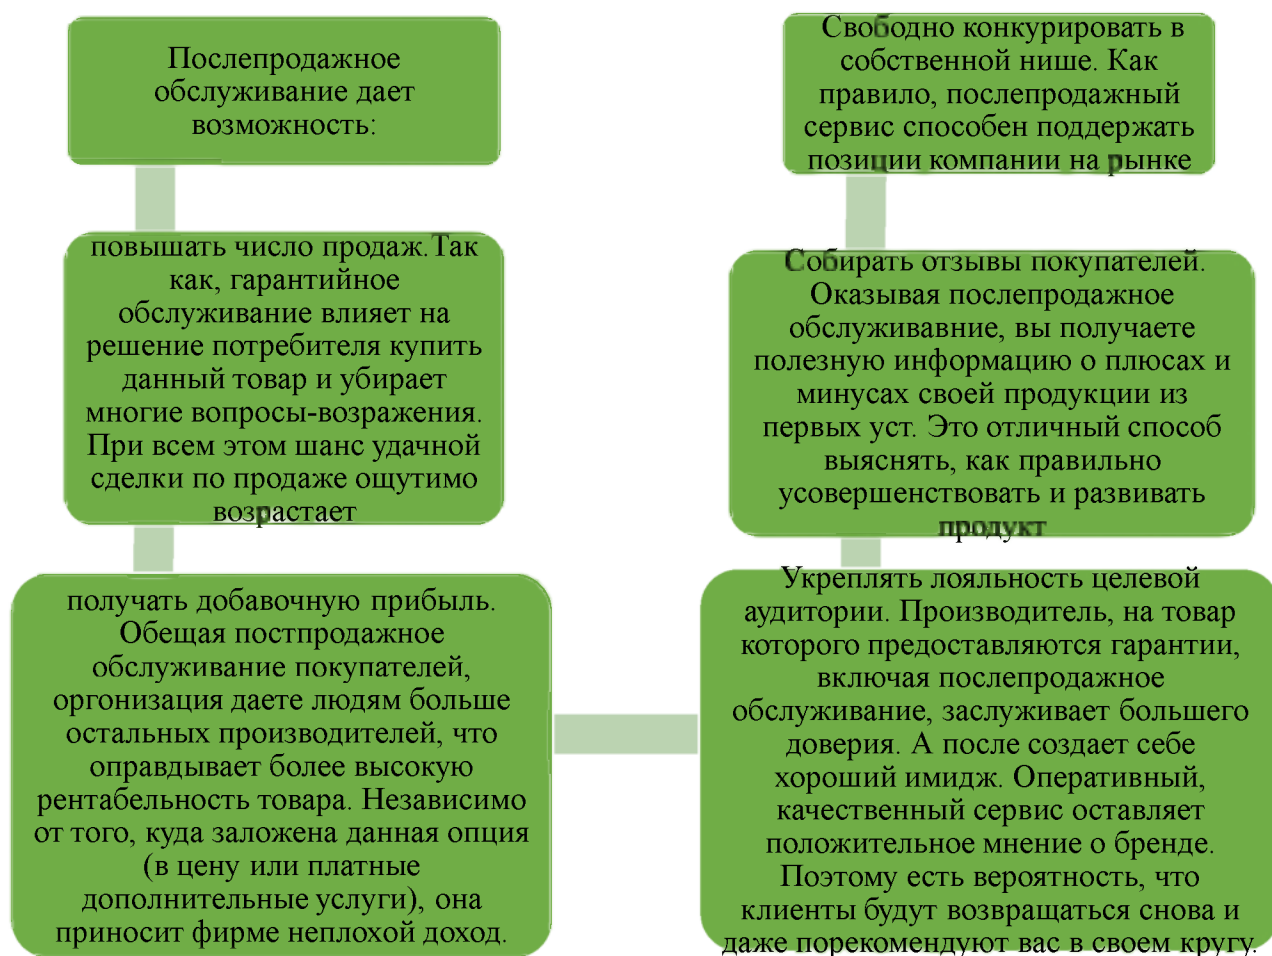 Послепродажное
обслуживание дает
возможность:
повышать число продаж.Так
как, гарантийное
обслуживание влияет на
решение потребителя купить
данный товар и убирает
многие вопросы-возражения.
При всем этом шанс удачной
сделки по продаже ощутимо
возрастает
получать добавочную прибыль.
Обещая постпродажное
обслуживание покупателей,
оргонизация даете людям больше
остальных производителей, что
оправдывает более высокую
рентабельность товара. Независимо
от того, куда заложена данная опция
(в цену или платные
дополнительные услуги), она
приносит фирме неплохой доход.
Укреплять лояльность целевой
аудитории. Производитель, на товар
которого предоставляются гарантии,
включая послепродажное
обслуживание, заслуживает большего
доверия. А после создает себе
хороший имидж. Оперативный,
качественный сервис оставляет
положительное мнение о бренде.
Поэтому есть вероятность, что
клиенты будут возвращаться снова и
даже порекомендуют вас в своем кругу.
Собирать отзывы покупателей.
Оказывая послепродажное
обслуживавние, вы получаете
полезную информацию о плюсах и
минусах своей продукции из
первых уст. Это отличный способ
выяснять, как правильно
усовершенствовать и развивать
продукт
Свободно конкурировать в
собственной нише. Как
правило, послепродажный
сервис способен поддержать
позиции компании на рынке